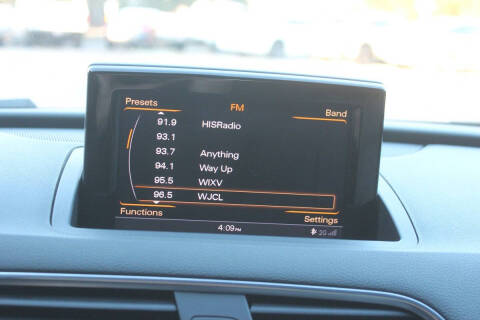 Presets FM Band
91.9 HISRadio
93.1
93.7 Anything
94.1 Way Up
95.5 WIXV
96.5 WJCL
Functions Settings
4:09PM 2G